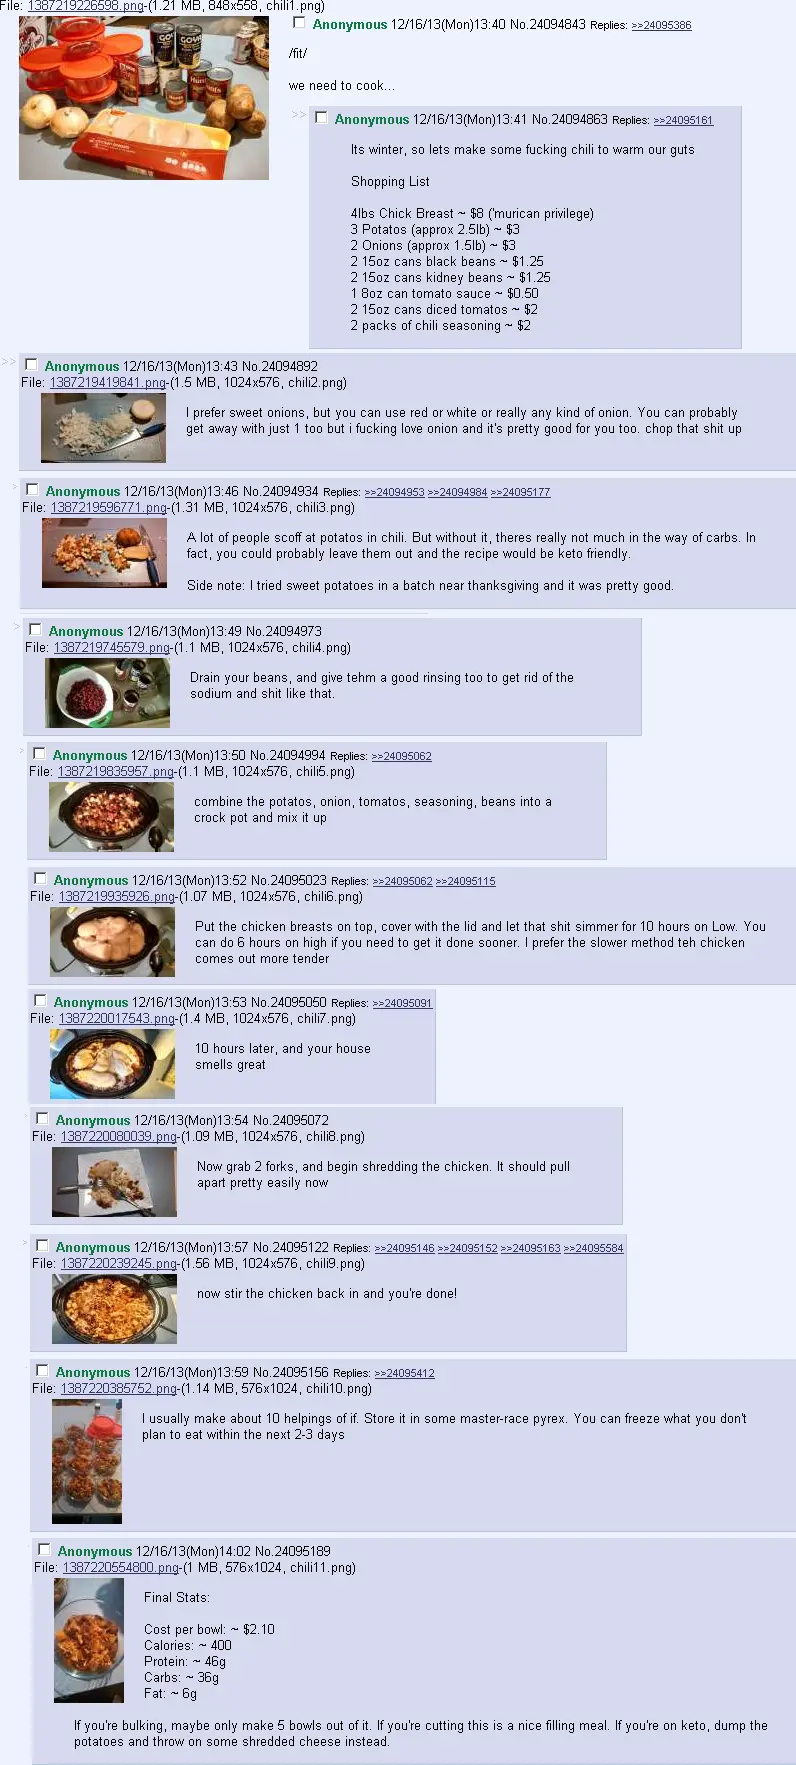 File: 1387219226598.png-(1.21 MB, 848x558, chili1.png)
Anonymous 12/16/13(Mon)13:40 No.24094843 Replies: >>24095386
/fit/
we need to cook...
>> Anonymous 12/16/13(Mon)13:41 No.24094863 Replies: >>24095161
Its winter, so lets make some fucking chili to warm our guts
Shopping List
4lbs Chick Breast ~ $8 ('murican privilege)
3 Potatos (approx 2.5lb) ~ $3
2 Onions (approx 1.5lb) ~ $3
2 15oz cans black beans ~ $1.25
2 15oz cans kidney beans ~ $1.25
1 8oz can tomato sauce ~ $0.50
2 15oz cans diced tomatos ~ $2
2 packs of chili seasoning ~ $2
>> Anonymous 12/16/13(Mon)13:43 No.24094892
File: 1387219419841.png-(1.5 MB, 1024x576, chili2.png)
I prefer sweet onions, but you can use red or white or really any kind of onion. You can probably
get away with just 1 too but i fucking love onion and it's pretty good for you too. chop that shit up
> Anonymous 12/16/13(Mon)13:46 No.24094934 Replies: >>24094953 >>24094984 >>24095177
File: 1387219596771.png-(1.31 MB, 1024x576, chili3.png)
A lot of people scoff at potatos in chili. But without it, theres really not much in the way of carbs. In
fact, you could probably leave them out and the recipe would be keto friendly.
Side note: I tried sweet potatoes in a batch near thanksgiving and it was pretty good.
> Anonymous 12/16/13(Mon)13:49 No.24094973
File: 1387219745579.png-(1.1 MB, 1024x576, chili4.png)
Drain your beans, and give tehm a good rinsing too to get rid of the
sodium and shit like that.
> Anonymous 12/16/13(Mon)13:50 No.24094994 Replies: >>24095062
File: 1387219835957.png-(1.1 MB, 1024x576, chili5.png)
combine the potatos, onion, tomatos, seasoning, beans into a
crock pot and mix it up
Anonymous 12/16/13(Mon)13:52 No.24095023 Replies: >>24095062 >>24095115
File: 1387219935926.png-(1.07 MB, 1024x576, chili6.png)
Put the chicken breasts on top, cover with the lid and let that shit simmer for 10 hours on Low. You
can do 6 hours on high if you need to get it done sooner. I prefer the slower method teh chicken
comes out more tender
Anonymous 12/16/13(Mon)13:53 No.24095050 Replies: >>24095091
File: 1387220017543.png-(1.4 MB, 1024x576, chili7.png)
10 hours later, and your house
smells great
Anonymous 12/16/13(Mon)13:54 No.24095072
File: 1387220080039.png-(1.09 MB, 1024x576, chili8.png)
Now grab 2 forks, and begin shredding the chicken. It should pull
apart pretty easily now
> Anonymous 12/16/13(Mon)13:57 No.24095122 Replies: >>24095146 >>24095152 >>24095163 >>24095584
File: 1387220239245.png-(1.56 MB, 1024x576, chili9.png)
now stir the chicken back in and you're done!
Anonymous 12/16/13(Mon)13:59 No.24095156 Replies: >>24095412
File: 1387220385752.png-(1.14 MB, 576x1024, chili10.png)
I usually make about 10 helpings of if. Store it in some master-race pyrex. You can freeze what you don't
plan to eat within the next 2-3 days
Anonymous 12/16/13(Mon)14:02 No.24095189
File: 1387220554800.png-(1 MB, 576x1024, chili11.png)
Final Stats:
Cost per bowl: ~ $2.10
Calories: ~ 400
Protein: ~ 46g
Carbs: ~ 36g
Fat: ~ 6g
If you're bulking, maybe only make 5 bowls out of it. If you're cutting this is a nice filling meal. If you're on keto, dump the
potatoes and throw on some shredded cheese instead.